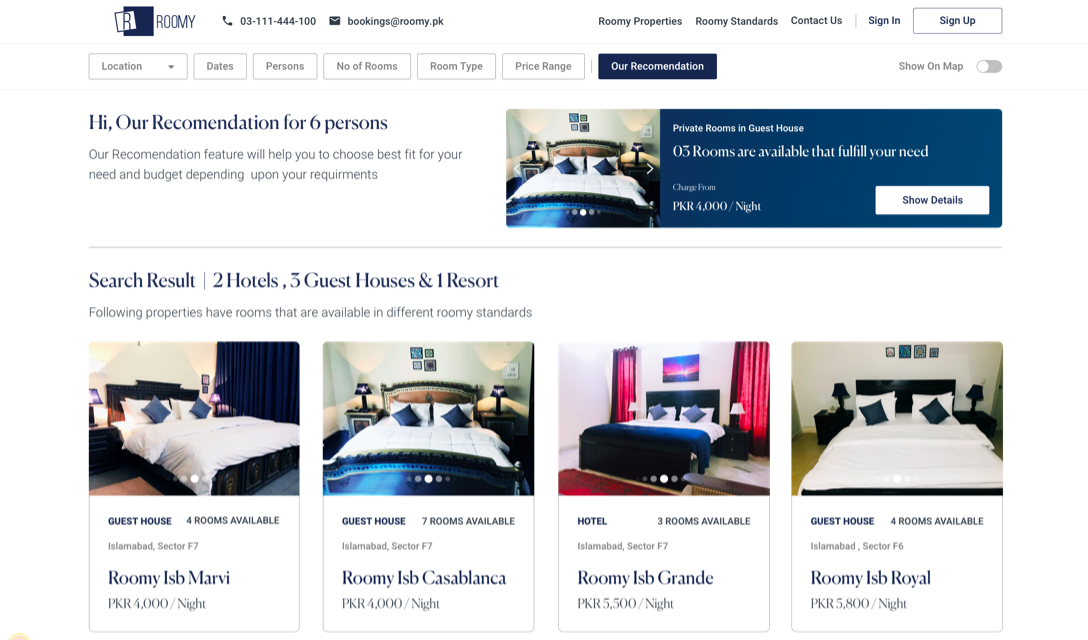 R ROOMY
03-111-444-100
bookings@roomy.pk
Roomy Properties
Roomy Standards
Contact Us
Sign In
Sign Up
Location
Dates
Persons
No of Rooms
Room Type
Price Range
Our Recomendation
Show On Map
Hi, Our Recomendation for 6 persons
Our Recomendation feature will help you to choose best fit for your
need and budget depending upon your requirments
Private Rooms in Guest House
03 Rooms are available that fulfill your need
Charge From
PKR 4,000 / Night
Show Details
Search Result | 2 Hotels , 3 Guest Houses & 1 Resort
Following properties have rooms that are available in different roomy standards
GUEST HOUSE
4 ROOMS AVAILABLE
Islamabad, Sector F7
Roomy Isb Marvi
PKR 4,000 / Night
GUEST HOUSE
7 ROOMS AVAILABLE
Islamabad, Sector F7
Roomy Isb Casablanca
PKR 4,000 / Night
HOTEL
3 ROOMS AVAILABLE
Islamabad, Sector F7
Roomy Isb Grande
PKR 5,500 / Night
GUEST HOUSE
4 ROOMS AVAILABLE
Islamabad , Sector F6
Roomy Isb Royal
PKR 5,800 / Night